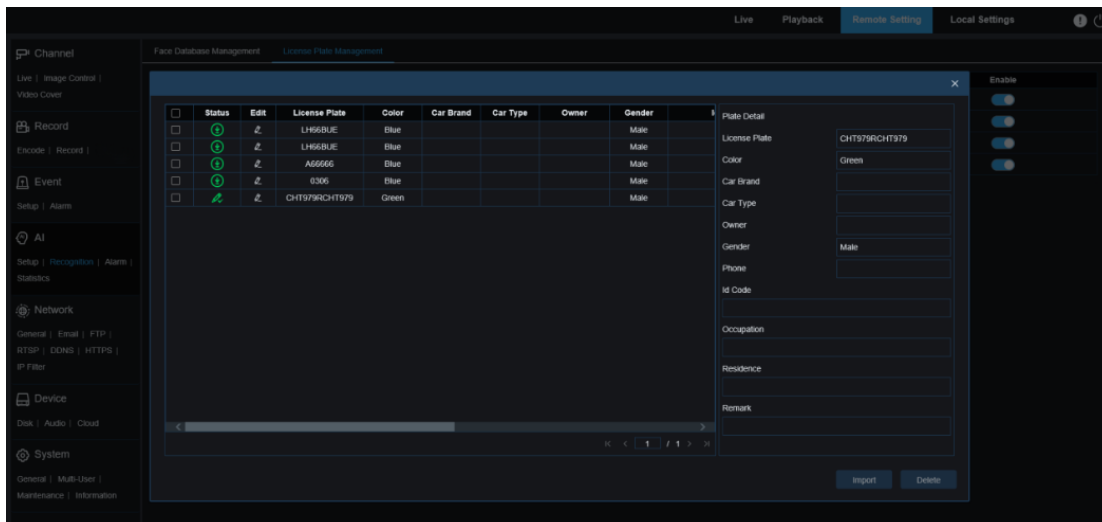 Live Playback Remote Setting Local Settings
Channel
Live | Image Control |
Video Cover
Record
Encode | Record |
Event
Setup | Alarm
AI
Setup | Recognition | Alarm |
Statistics
Network
General | Email | FTP |
RTSP | DDNS | HTTPS |
IP Filter
Device
Disk | Audio | Cloud
System
General | Multi-User |
Maintenance | Information
Face Database Management License Plate Management
Enable
×
Status Edit License Plate Color Car Brand Car Type Owner Gender
LH66BUE Blue Male
LH66BUE Blue Male
A66666 Blue Male
0306 Blue Male
CHT979RCHT979 Green Male
1 / 1
Plate Detail
License Plate CHT979RCHT979
Color Green
Car Brand
Car Type
Owner
Gender Male
Phone
Id Code
Occupation
Residence
Remark
Import Delete